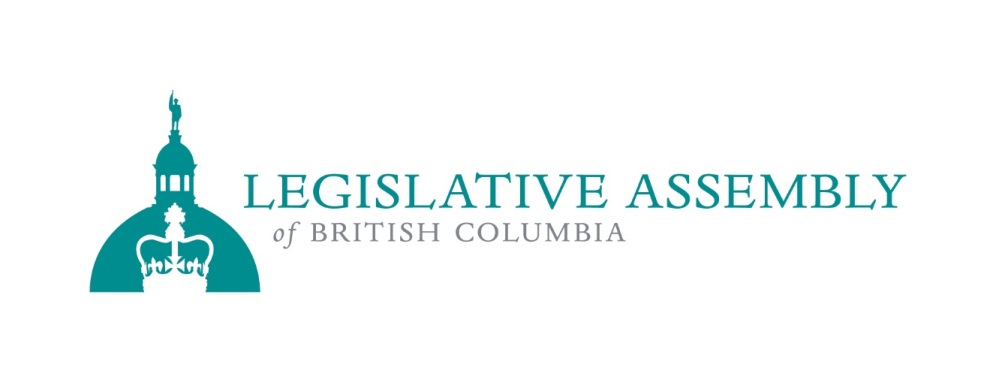 LEGISLATIVE ASSEMBLY
of BRITISH COLUMBIA